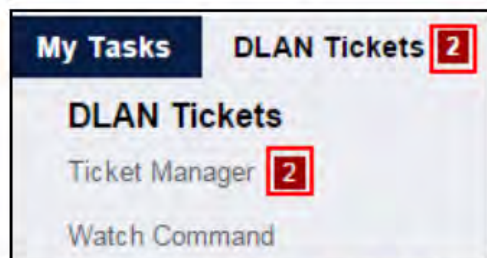 My Tasks DLAN Tickets 2
DLAN Tickets
Ticket Manager 2
Watch Command